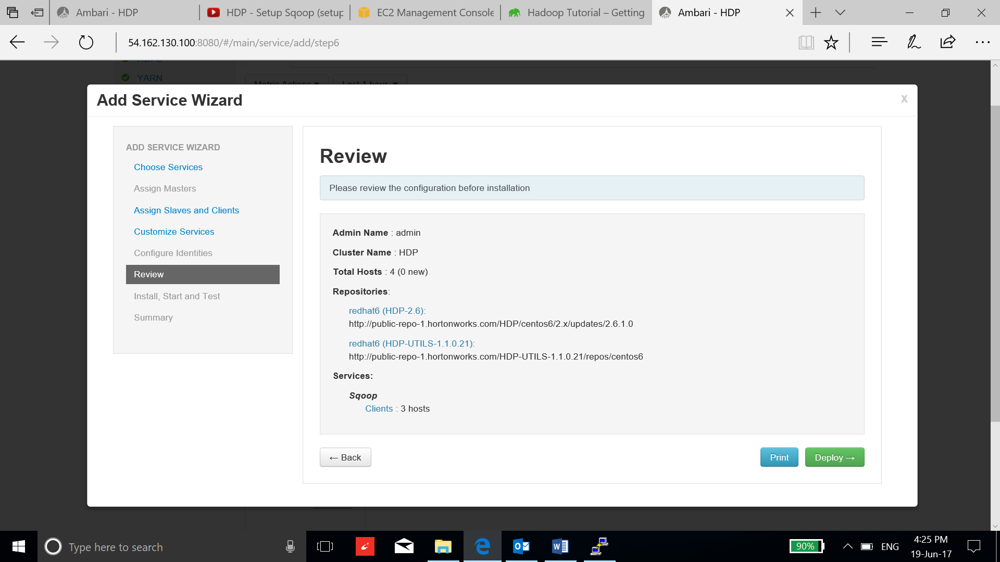 Ambari - HDP
HDP - Setup Sqoop (setup
EC2 Management Console
Hadoop Tutorial – Getting
Ambari - HDP
54.162.130.100:8080/#/main/service/add/step6
YARN
Metric Actions
Last 1 hour
Add Service Wizard
X
ADD SERVICE WIZARD
Choose Services
Assign Masters
Assign Slaves and Clients
Customize Services
Configure Identities
Review
Install, Start and Test
Summary
Review
Please review the configuration before installation
Admin Name : admin
Cluster Name : HDP
Total Hosts : 4 (0 new)
Repositories:
redhat6 (HDP-2.6):
http://public-repo-1.hortonworks.com/HDP/centos6/2.x/updates/2.6.1.0
redhat6 (HDP-UTILS-1.1.0.21):
http://public-repo-1.hortonworks.com/HDP-UTILS-1.1.0.21/repos/centos6
Services:
Sqoop
Clients : 3 hosts
← Back
Print
Deploy →
Type here to search
90%
ENG
4:25 PM
19-Jun-17